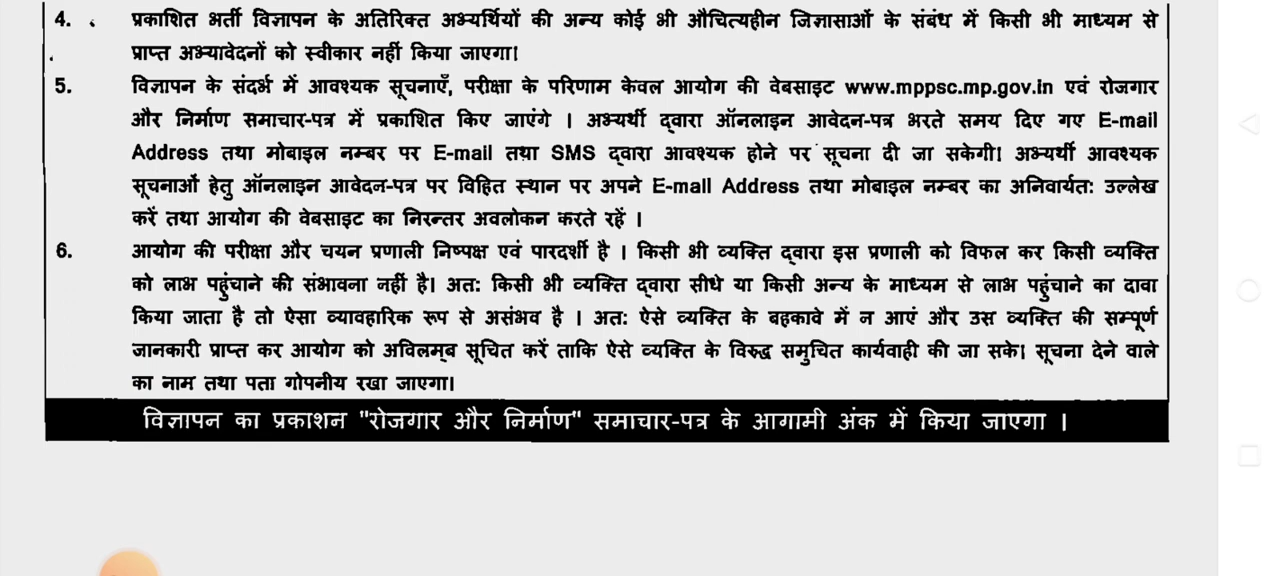 4. प्रकाशित भर्ती विज्ञापन के अतिरिक्त अभ्यर्थियों की अन्य कोई भी औचित्यहीन जिज्ञासाओं के संबंध में किसी भी माध्यम से
प्राप्त अभ्यावेदनों को स्वीकार नहीं किया जाएगा।
5. विज्ञापन के संदर्भ में आवश्यक सूचनाएँ, परीक्षा के परिणाम केवल आयोग की वेबसाइट www.mppsc.mp.gov.in एवं रोजगार
और निर्माण समाचार-पत्र में प्रकाशित किए जाएंगे । अभ्यर्थी द्वारा ऑनलाइन आवेदन-पत्र भरते समय दिए गए E-mail
Address तथा मोबाइल नम्बर पर E-mail तथा SMS द्वारा आवश्यक होने पर सूचना दी जा सकेगी। अभ्यर्थी आवश्यक
सूचनाओं हेतु ऑनलाइन आवेदन-पत्र पर विहित स्थान पर अपने E-mail Address तथा मोबाइल नम्बर का अनिवार्यत: उल्लेख
करें तथा आयोग की वेबसाइट का निरन्तर अवलोकन करते रहें ।
6. आयोग की परीक्षा और चयन प्रणाली निष्पक्ष एवं पारदर्शी है । किसी भी व्यक्ति द्वारा इस प्रणाली को विफल कर किसी व्यक्ति
को लाभ पहुंचाने की संभावना नहीं है। अत: किसी भी व्यक्ति द्वारा सीधे या किसी अन्य के माध्यम से लाभ पहुंचाने का दावा
किया जाता है तो ऐसा व्यावहारिक रूप से असंभव है । अत: ऐसे व्यक्ति के बहकावे में न आएं और उस व्यक्ति की सम्पूर्ण
जानकारी प्राप्त कर आयोग को अविलम्ब सूचित करें ताकि ऐसे व्यक्ति के विरुद्ध समुचित कार्यवाही की जा सके। सूचना देने वाले
का नाम तथा पता गोपनीय रखा जाएगा।
विज्ञापन का प्रकाशन "रोजगार और निर्माण" समाचार-पत्र के आगामी अंक में किया जाएगा ।